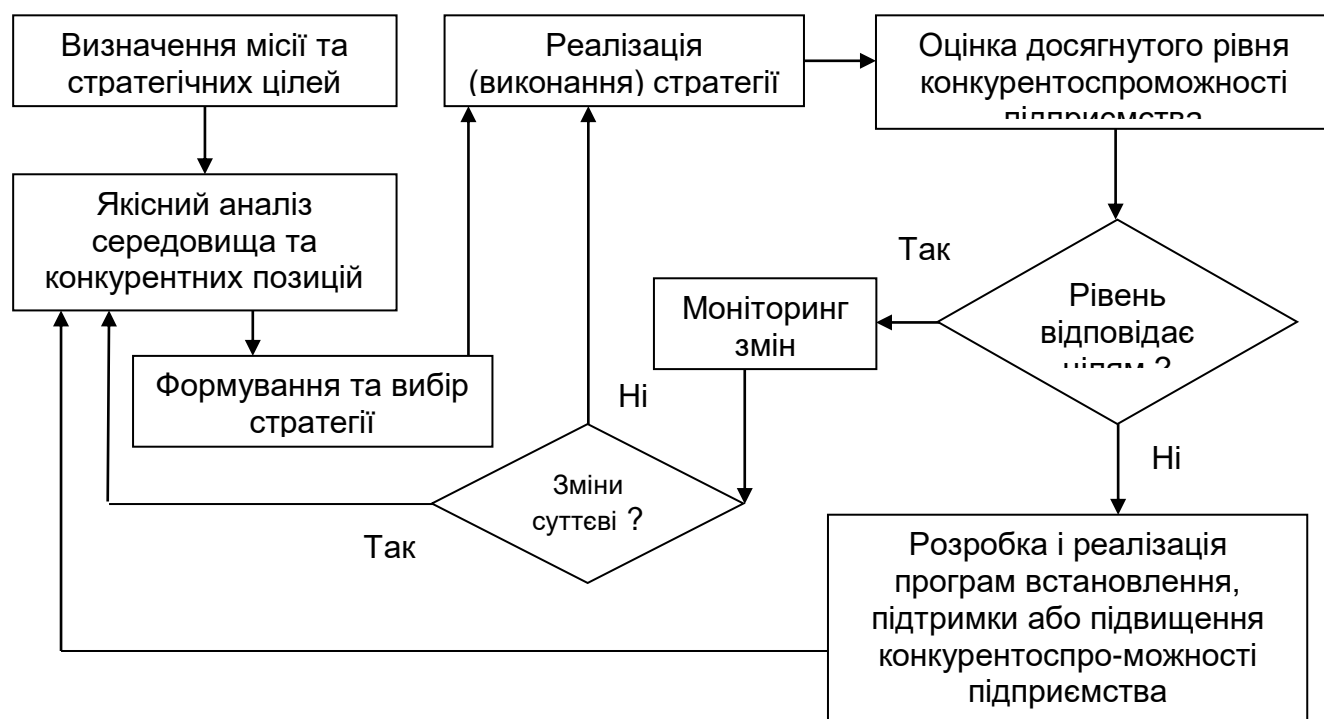 Визначення місії та
стратегічних цілей
Реалізація
(виконання) стратегії
Оцінка досягнутого рівня
конкурентоспроможності
підприємства
Якісний аналіз
середовища та
конкурентних позицій
Так
Моніторинг
змін
Рівень
відповідає
цілям ?
Формування та вибір
стратегії
Ні
Ні
Зміни
суттєві ?
Так
Розробка і реалізація
програм встановлення,
підтримки або підвищення
конкурентоспро-можності
підприємства